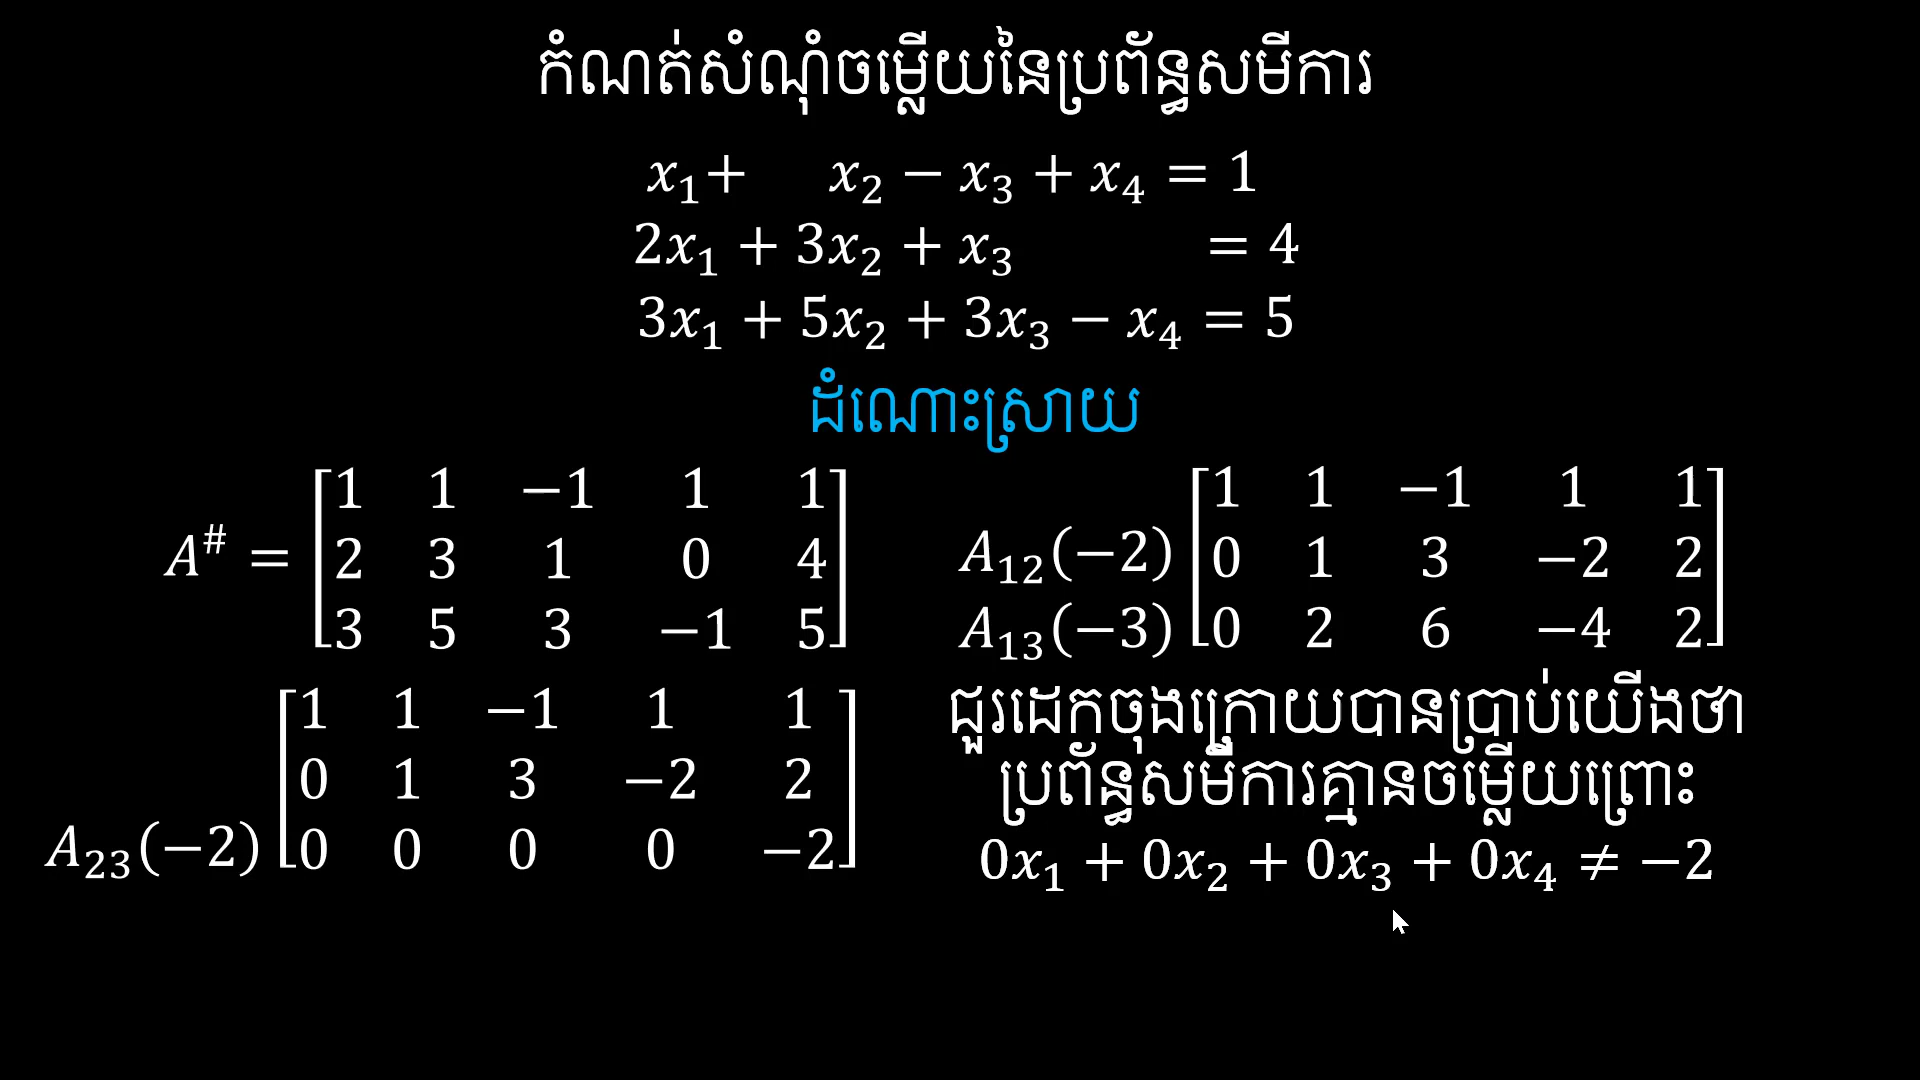 កំណត់សំណុំចម្លើយនៃប្រព័ន្ធសមីការ
x₁+ x₂ − x₃ + x₄ = 1
2x₁ + 3x₂ + x₃ = 4
3x₁ + 5x₂ + 3x₃ − x₄ = 5
ដំណោះស្រាយ
A^# = [1 1 −1 1 1
2 3 1 0 4
3 5 3 −1 5]
[1 1 −1 1 1
A₁₂(−2) 0 1 3 −2 2
A₁₃(−3) 0 2 6 −4 2]
[1 1 −1 1 1
0 1 3 −2 2
A₂₃(−2) 0 0 0 0 −2]
ជួរដេកចុងក្រោយបានប្រាប់យើងថា
ប្រព័ន្ធសមីការគ្មានចម្លើយព្រោះ
0x₁ + 0x₂ + 0x₃ + 0x₄ ≠ −2